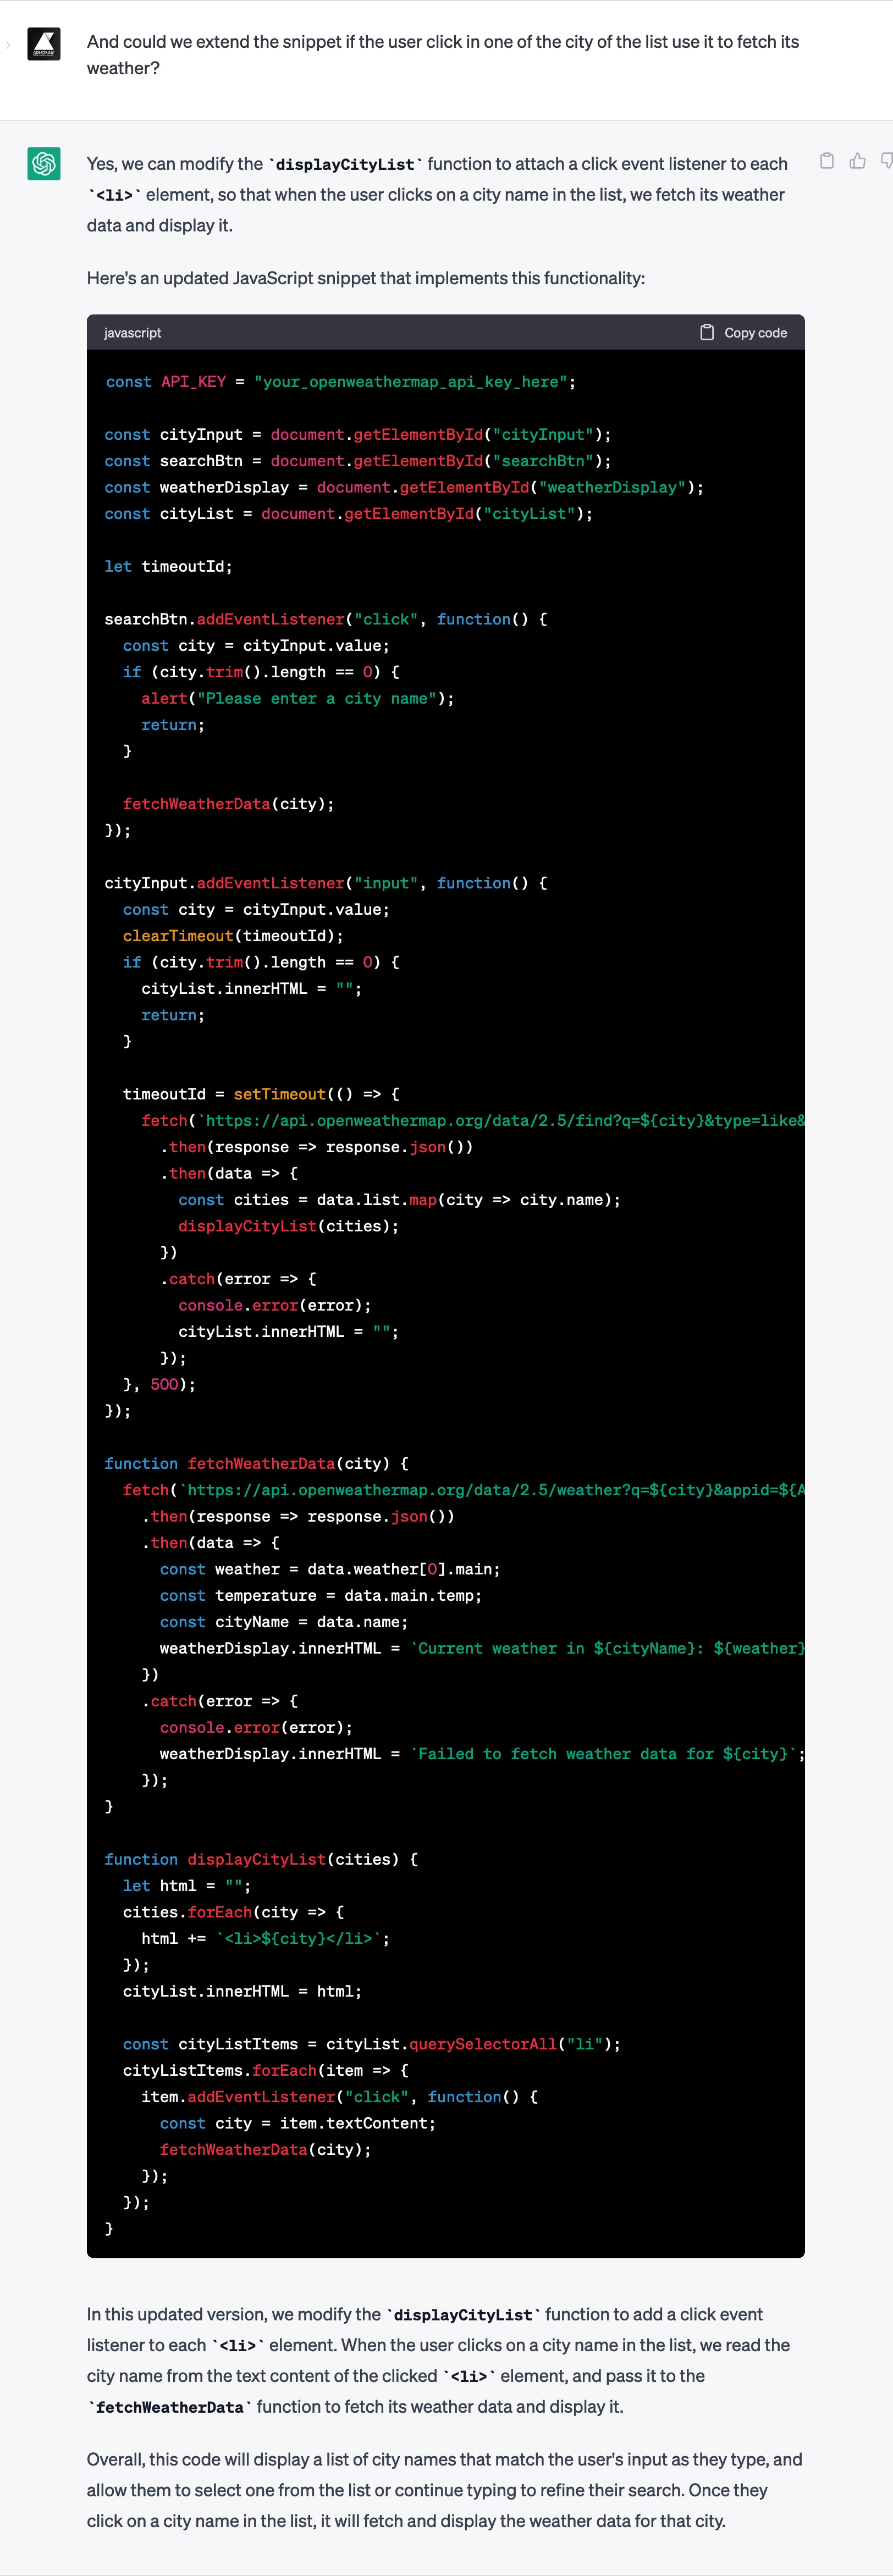 And could we extend the snippet if the user click in one of the city of the list use it to fetch its
weather?
Yes, we can modify the `displayCityList` function to attach a click event listener to each
`<li>` element, so that when the user clicks on a city name in the list, we fetch its weather
data and display it.
Here's an updated JavaScript snippet that implements this functionality:
javascript
Copy code
const API_KEY = "your_openweathermap_api_key_here";
const cityInput = document.getElementById("cityInput");
const searchBtn = document.getElementById("searchBtn");
const weatherDisplay = document.getElementById("weatherDisplay");
const cityList = document.getElementById("cityList");
let timeoutId;
searchBtn.addEventListener("click", function() {
  const city = cityInput.value;
  if (city.trim().length == 0) {
    alert("Please enter a city name");
    return;
  }
  fetchWeatherData(city);
});
cityInput.addEventListener("input", function() {
  const city = cityInput.value;
  clearTimeout(timeoutId);
  if (city.trim().length == 0) {
    cityList.innerHTML = "";
    return;
  }
  timeoutId = setTimeout(() => {
    fetch(`https://api.openweathermap.org/data/2.5/find?q=${city}&type=like&
      .then(response => response.json())
      .then(data => {
        const cities = data.list.map(city => city.name);
        displayCityList(cities);
      })
      .catch(error => {
        console.error(error);
        cityList.innerHTML = "";
      });
  }, 500);
});
function fetchWeatherData(city) {
  fetch(`https://api.openweathermap.org/data/2.5/weather?q=${city}&appid=${A
    .then(response => response.json())
    .then(data => {
      const weather = data.weather[0].main;
      const temperature = data.main.temp;
      const cityName = data.name;
      weatherDisplay.innerHTML = `Current weather in ${cityName}: ${weather}
    })
    .catch(error => {
      console.error(error);
      weatherDisplay.innerHTML = `Failed to fetch weather data for ${city}`;
    });
}
function displayCityList(cities) {
  let html = "";
  cities.forEach(city => {
    html += `<li>${city}</li>`;
  });
  cityList.innerHTML = html;
  const cityListItems = cityList.querySelectorAll("li");
  cityListItems.forEach(item => {
    item.addEventListener("click", function() {
      const city = item.textContent;
      fetchWeatherData(city);
    });
  });
}
In this updated version, we modify the `displayCityList` function to add a click event
listener to each `<li>` element. When the user clicks on a city name in the list, we read the
city name from the text content of the clicked `<li>` element, and pass it to the
`fetchWeatherData` function to fetch its weather data and display it.
Overall, this code will display a list of city names that match the user's input as they type, and
allow them to select one from the list or continue typing to refine their search. Once they
click on a city name in the list, it will fetch and display the weather data for that city.